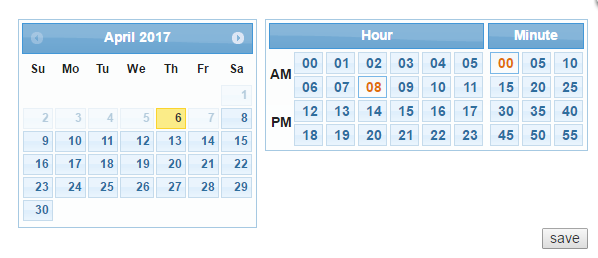 April 2017
Su Mo Tu We Th Fr Sa
1
2 3 4 5 6 7 8
9 10 11 12 13 14 15
16 17 18 19 20 21 22
23 24 25 26 27 28 29
30
Hour Minute
AM 00 01 02 03 04 05 00 05 10
06 07 08 09 10 11 15 20 25
PM 12 13 14 15 16 17 30 35 40
18 19 20 21 22 23 45 50 55
save